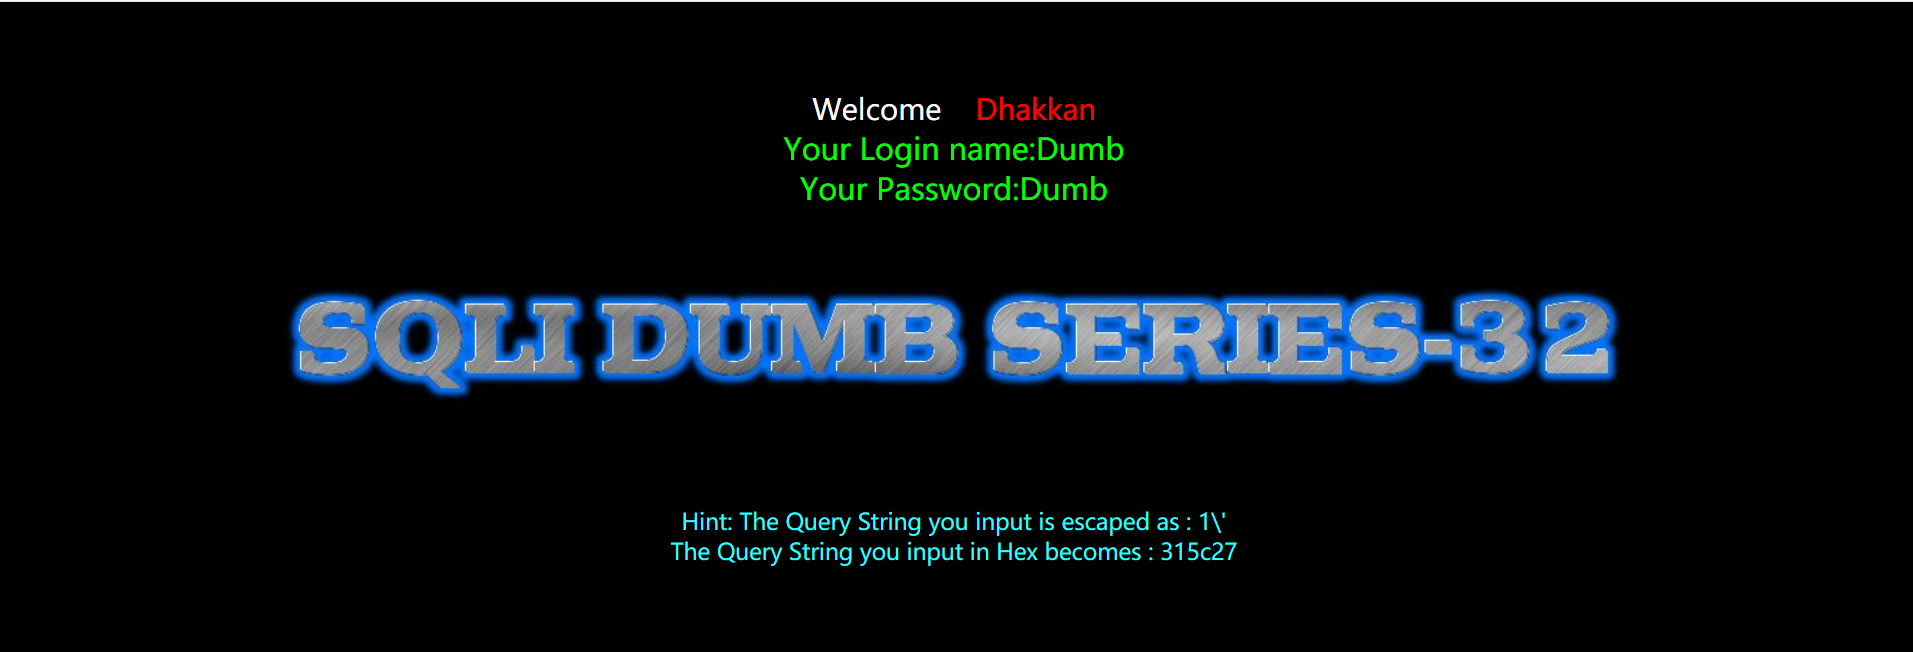 Welcome Dhakkan
Your Login name:Dumb
Your Password:Dumb
SQLI DUMB SERIES-32
Hint: The Query String you input is escaped as : 1\'
The Query String you input in Hex becomes : 315c27